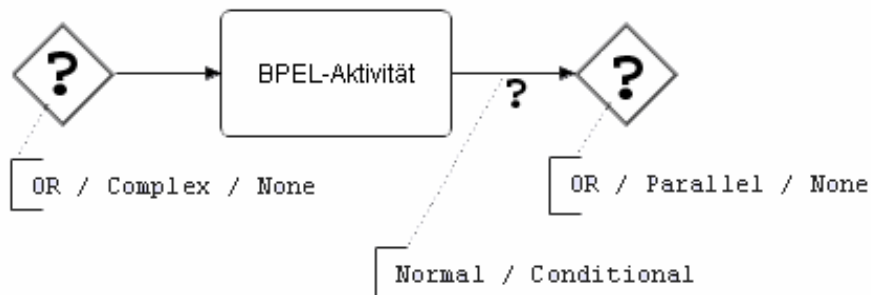 ?
BPEL-Aktivität
?
?
OR / Complex / None
OR / Parallel / None
Normal / Conditional